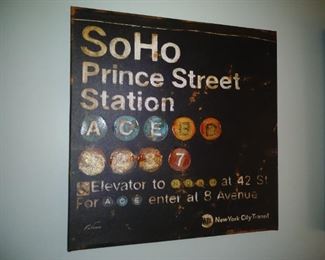 SoHo
Prince Street
Station
A C E B D
3 7
Elevator to N Q R W at 42 St
For A C E enter at 8 Avenue
New York City Transit